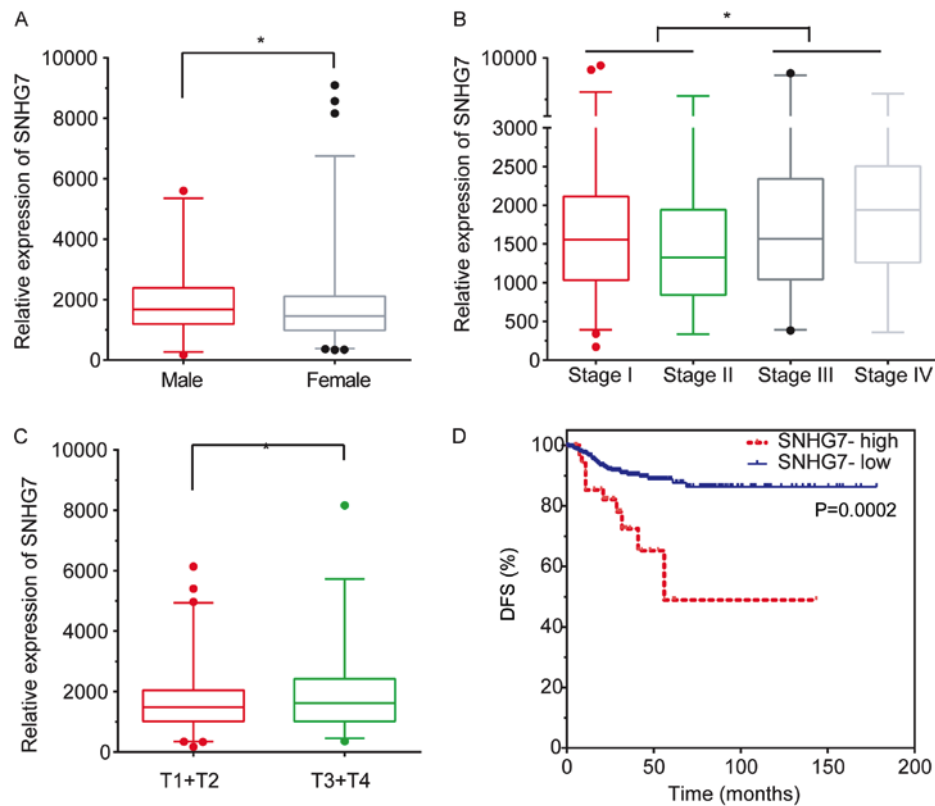 A
*
Relative expression of SNHG7
10000
8000
6000
4000
2000
0
Male Female
B
*
Relative expression of SNHG7
10000
3000
2500
2000
1500
1000
500
0
Stage I Stage II Stage III Stage IV
C
*
Relative expression of SNHG7
10000
8000
6000
4000
2000
0
T1+T2 T3+T4
D
DFS (%)
100
80
60
40
20
0
SNHG7- high
SNHG7- low
P=0.0002
0 50 100 150 200
Time (months)